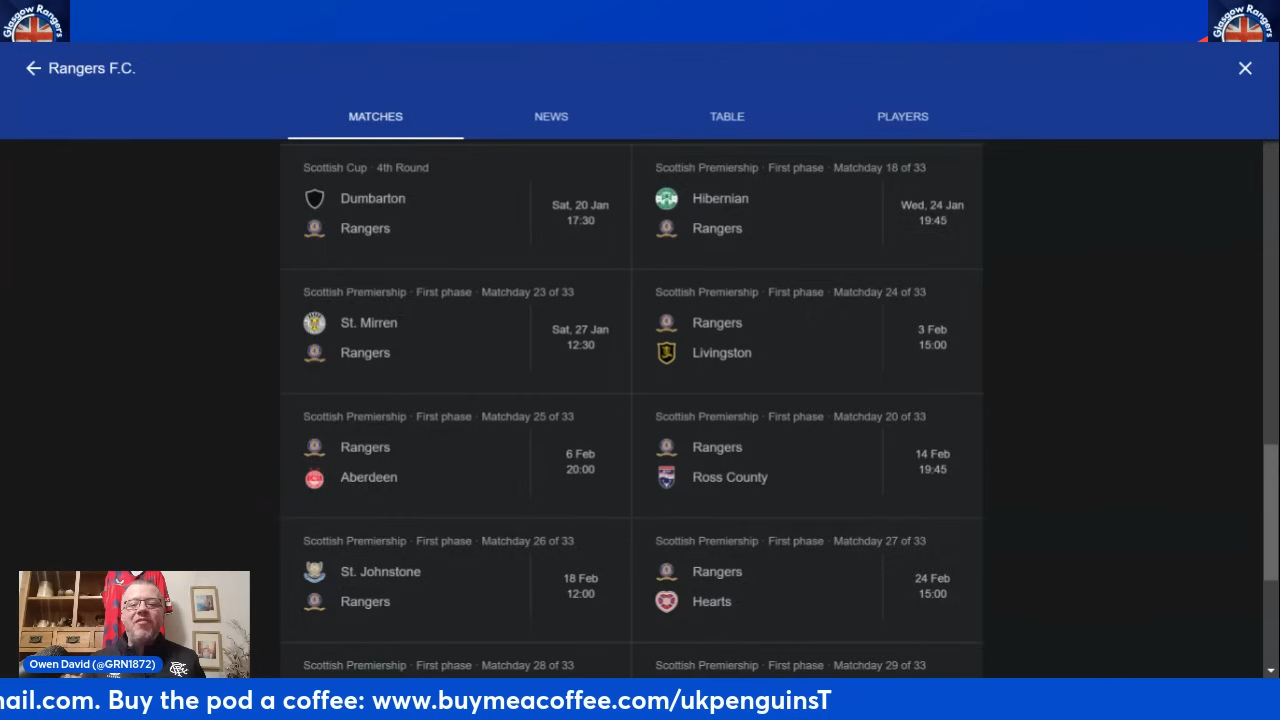 Glasgow Rangers
Glasgow Rangers
Rangers F.C.
MATCHES
NEWS
TABLE
PLAYERS
Scottish Cup · 4th Round
Dumbarton
Rangers
Sat, 20 Jan
17:30
Scottish Premiership · First phase · Matchday 18 of 33
Hibernian
Rangers
Wed, 24 Jan
19:45
Scottish Premiership · First phase · Matchday 23 of 33
St. Mirren
Rangers
Sat, 27 Jan
12:30
Scottish Premiership · First phase · Matchday 24 of 33
Rangers
Livingston
3 Feb
15:00
Scottish Premiership · First phase · Matchday 25 of 33
Rangers
Aberdeen
6 Feb
20:00
Scottish Premiership · First phase · Matchday 20 of 33
Rangers
Ross County
14 Feb
19:45
Scottish Premiership · First phase · Matchday 26 of 33
St. Johnstone
Rangers
18 Feb
12:00
Scottish Premiership · First phase · Matchday 27 of 33
Rangers
Hearts
24 Feb
15:00
Scottish Premiership · First phase · Matchday 28 of 33
Scottish Premiership · First phase · Matchday 29 of 33
Owen David (@GRN1872)
mail.com. Buy the pod a coffee: www.buymeacoffee.com/ukpenguinsT